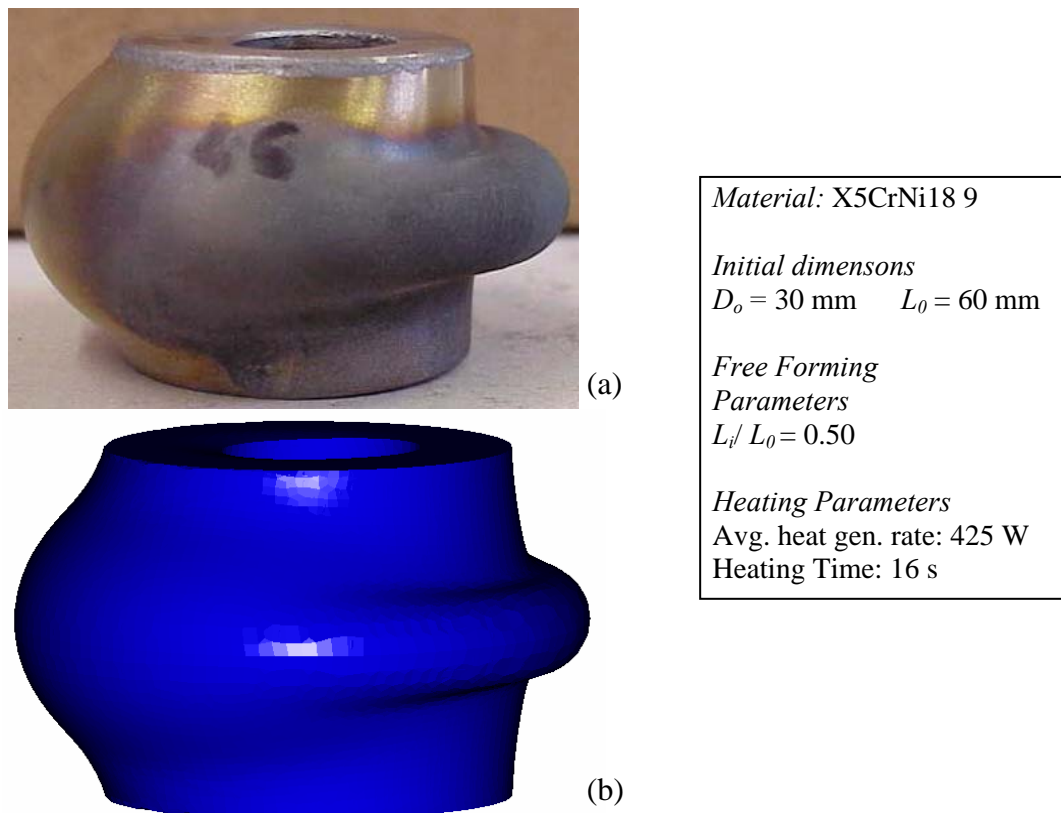 46
(a)
(b)
Material: X5CrNi18 9
Initial dimensons
D₀ = 30 mm L₀ = 60 mm
Free Forming
Parameters
Lᵢ/ L₀ = 0.50
Heating Parameters
Avg. heat gen. rate: 425 W
Heating Time: 16 s